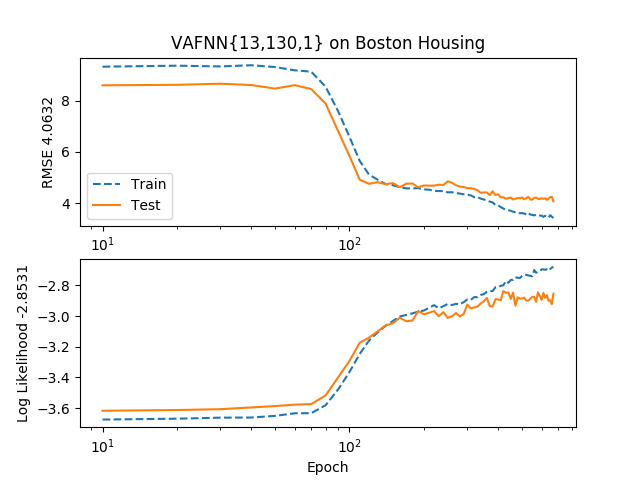 VAFNN{13,130,1} on Boston Housing
RMSE 4.0632
8
6
4
Train
Test
10¹
10²
Log Likelihood -2.8531
−2.8
−3.0
−3.2
−3.4
−3.6
10¹
10²
Epoch